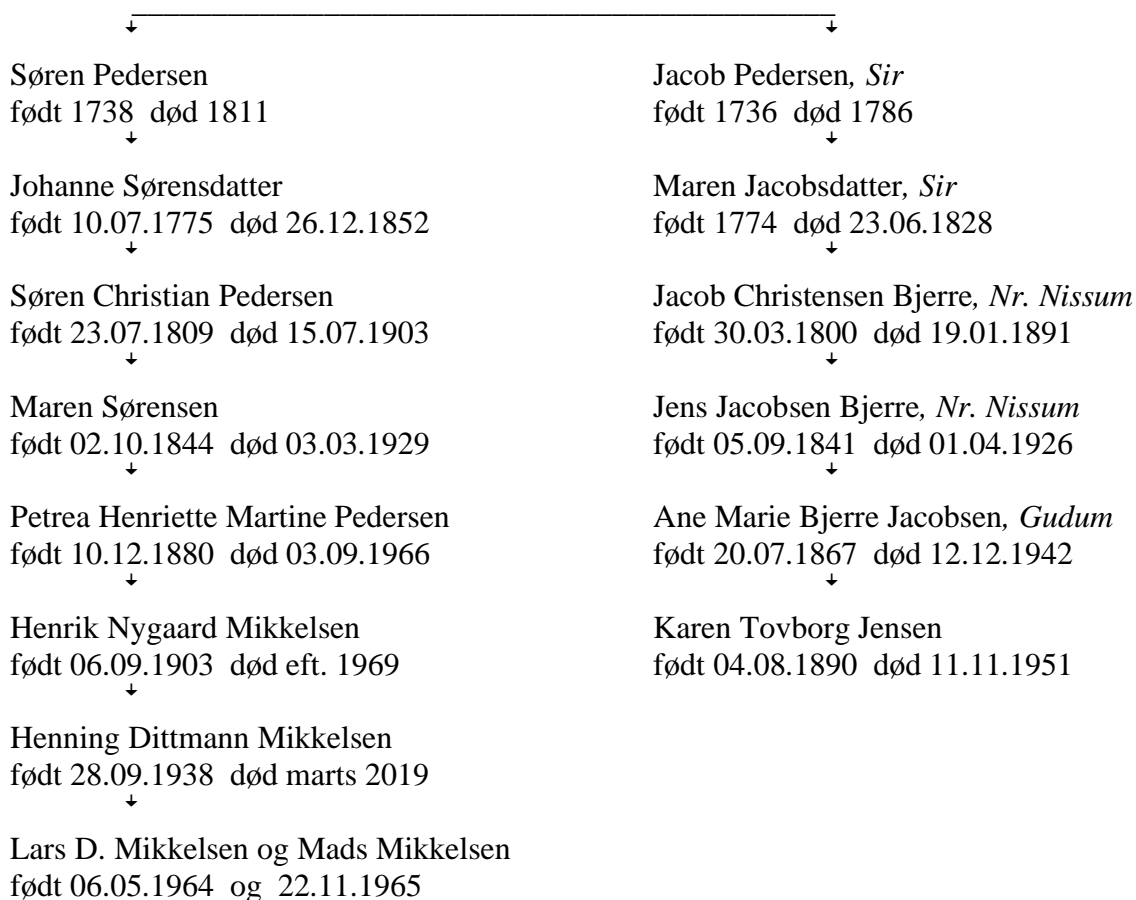 Søren Pedersen
født 1738  død 1811
Johanne Sørensdatter
født 10.07.1775  død 26.12.1852
Søren Christian Pedersen
født 23.07.1809  død 15.07.1903
Maren Sørensen
født 02.10.1844  død 03.03.1929
Petrea Henriette Martine Pedersen
født 10.12.1880  død 03.09.1966
Henrik Nygaard Mikkelsen
født 06.09.1903  død eft. 1969
Henning Dittmann Mikkelsen
født 28.09.1938  død marts 2019
Lars D. Mikkelsen og Mads Mikkelsen
født 06.05.1964  og  22.11.1965
Jacob Pedersen, Sir
født 1736  død 1786
Maren Jacobsdatter, Sir
født 1774  død 23.06.1828
Jacob Christensen Bjerre, Nr. Nissum
født 30.03.1800  død 19.01.1891
Jens Jacobsen Bjerre, Nr. Nissum
født 05.09.1841  død 01.04.1926
Ane Marie Bjerre Jacobsen, Gudum
født 20.07.1867  død 12.12.1942
Karen Tovborg Jensen
født 04.08.1890  død 11.11.1951